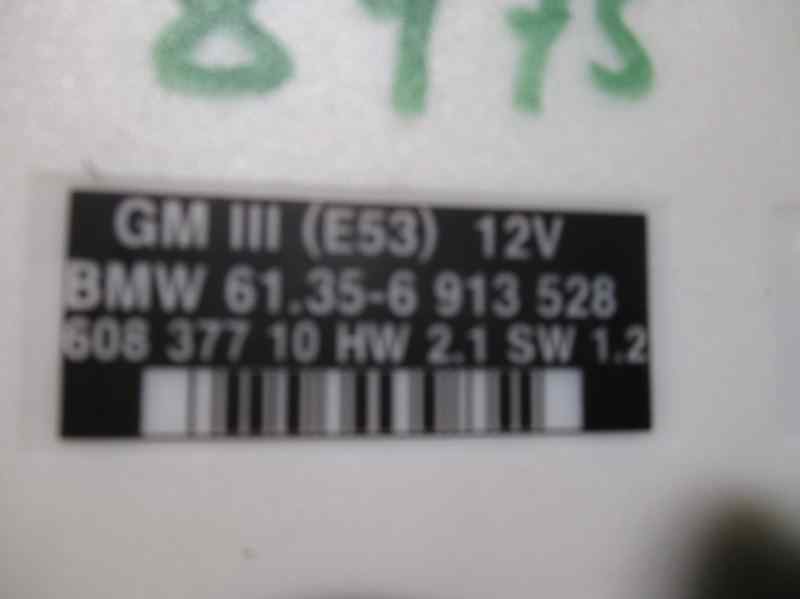 8475
GM III (E53) 12V
BMW 61.35-6 913 528
608 377 10 HW 2.1 SW 1.2